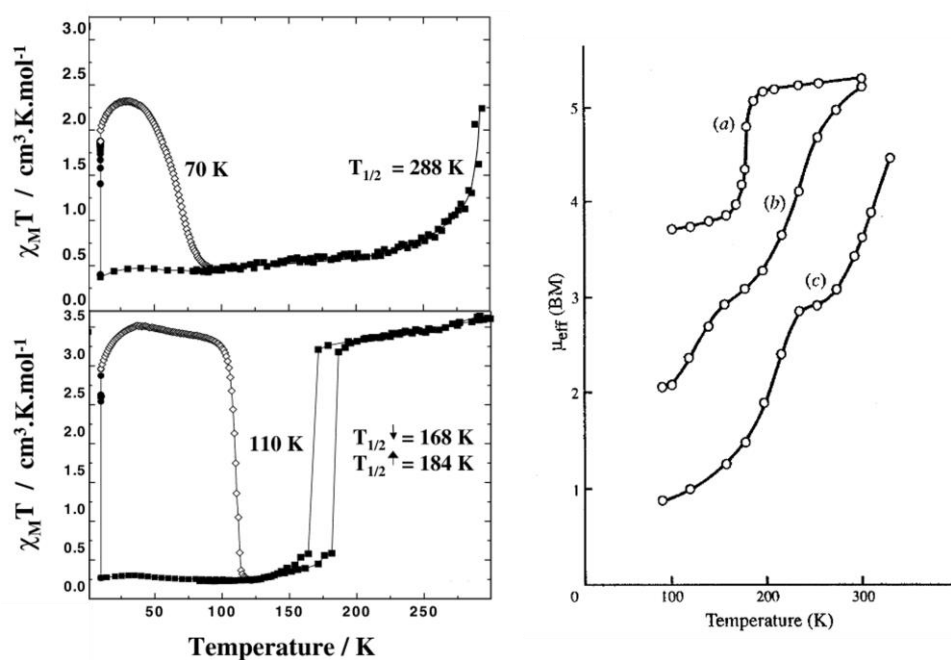 3.0
2.5
2.0
1.5
1.0
0.5
0.0
χ_M T / cm³.K.mol⁻¹
70 K
T₁/₂ = 288 K
3.5
3.0
2.5
2.0
1.5
1.0
0.5
0.0
χ_M T / cm³.K.mol⁻¹
110 K
T₁/₂↓ = 168 K
T₁/₂↑ = 184 K
50 100 150 200 250
Temperature / K
5
4
3
2
1
0
μeff (BM)
(a)
(b)
(c)
100 200 300
Temperature (K)